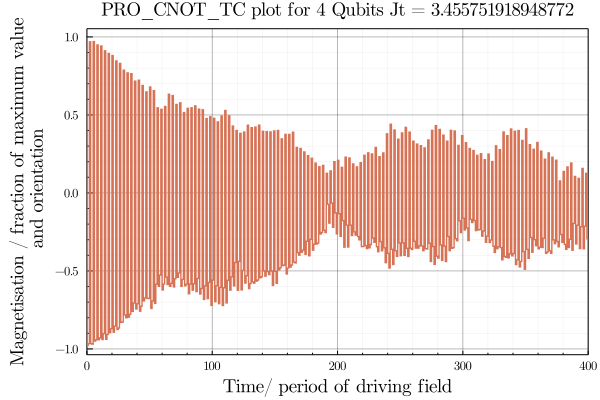 PRO_CNOT_TC plot for 4 Qubits Jt = 3.455751918948772
Magnetisation / fraction of maximum value
and orientation
1.0
0.5
0.0
−0.5
−1.0
0 100 200 300 400
Time/ period of driving field